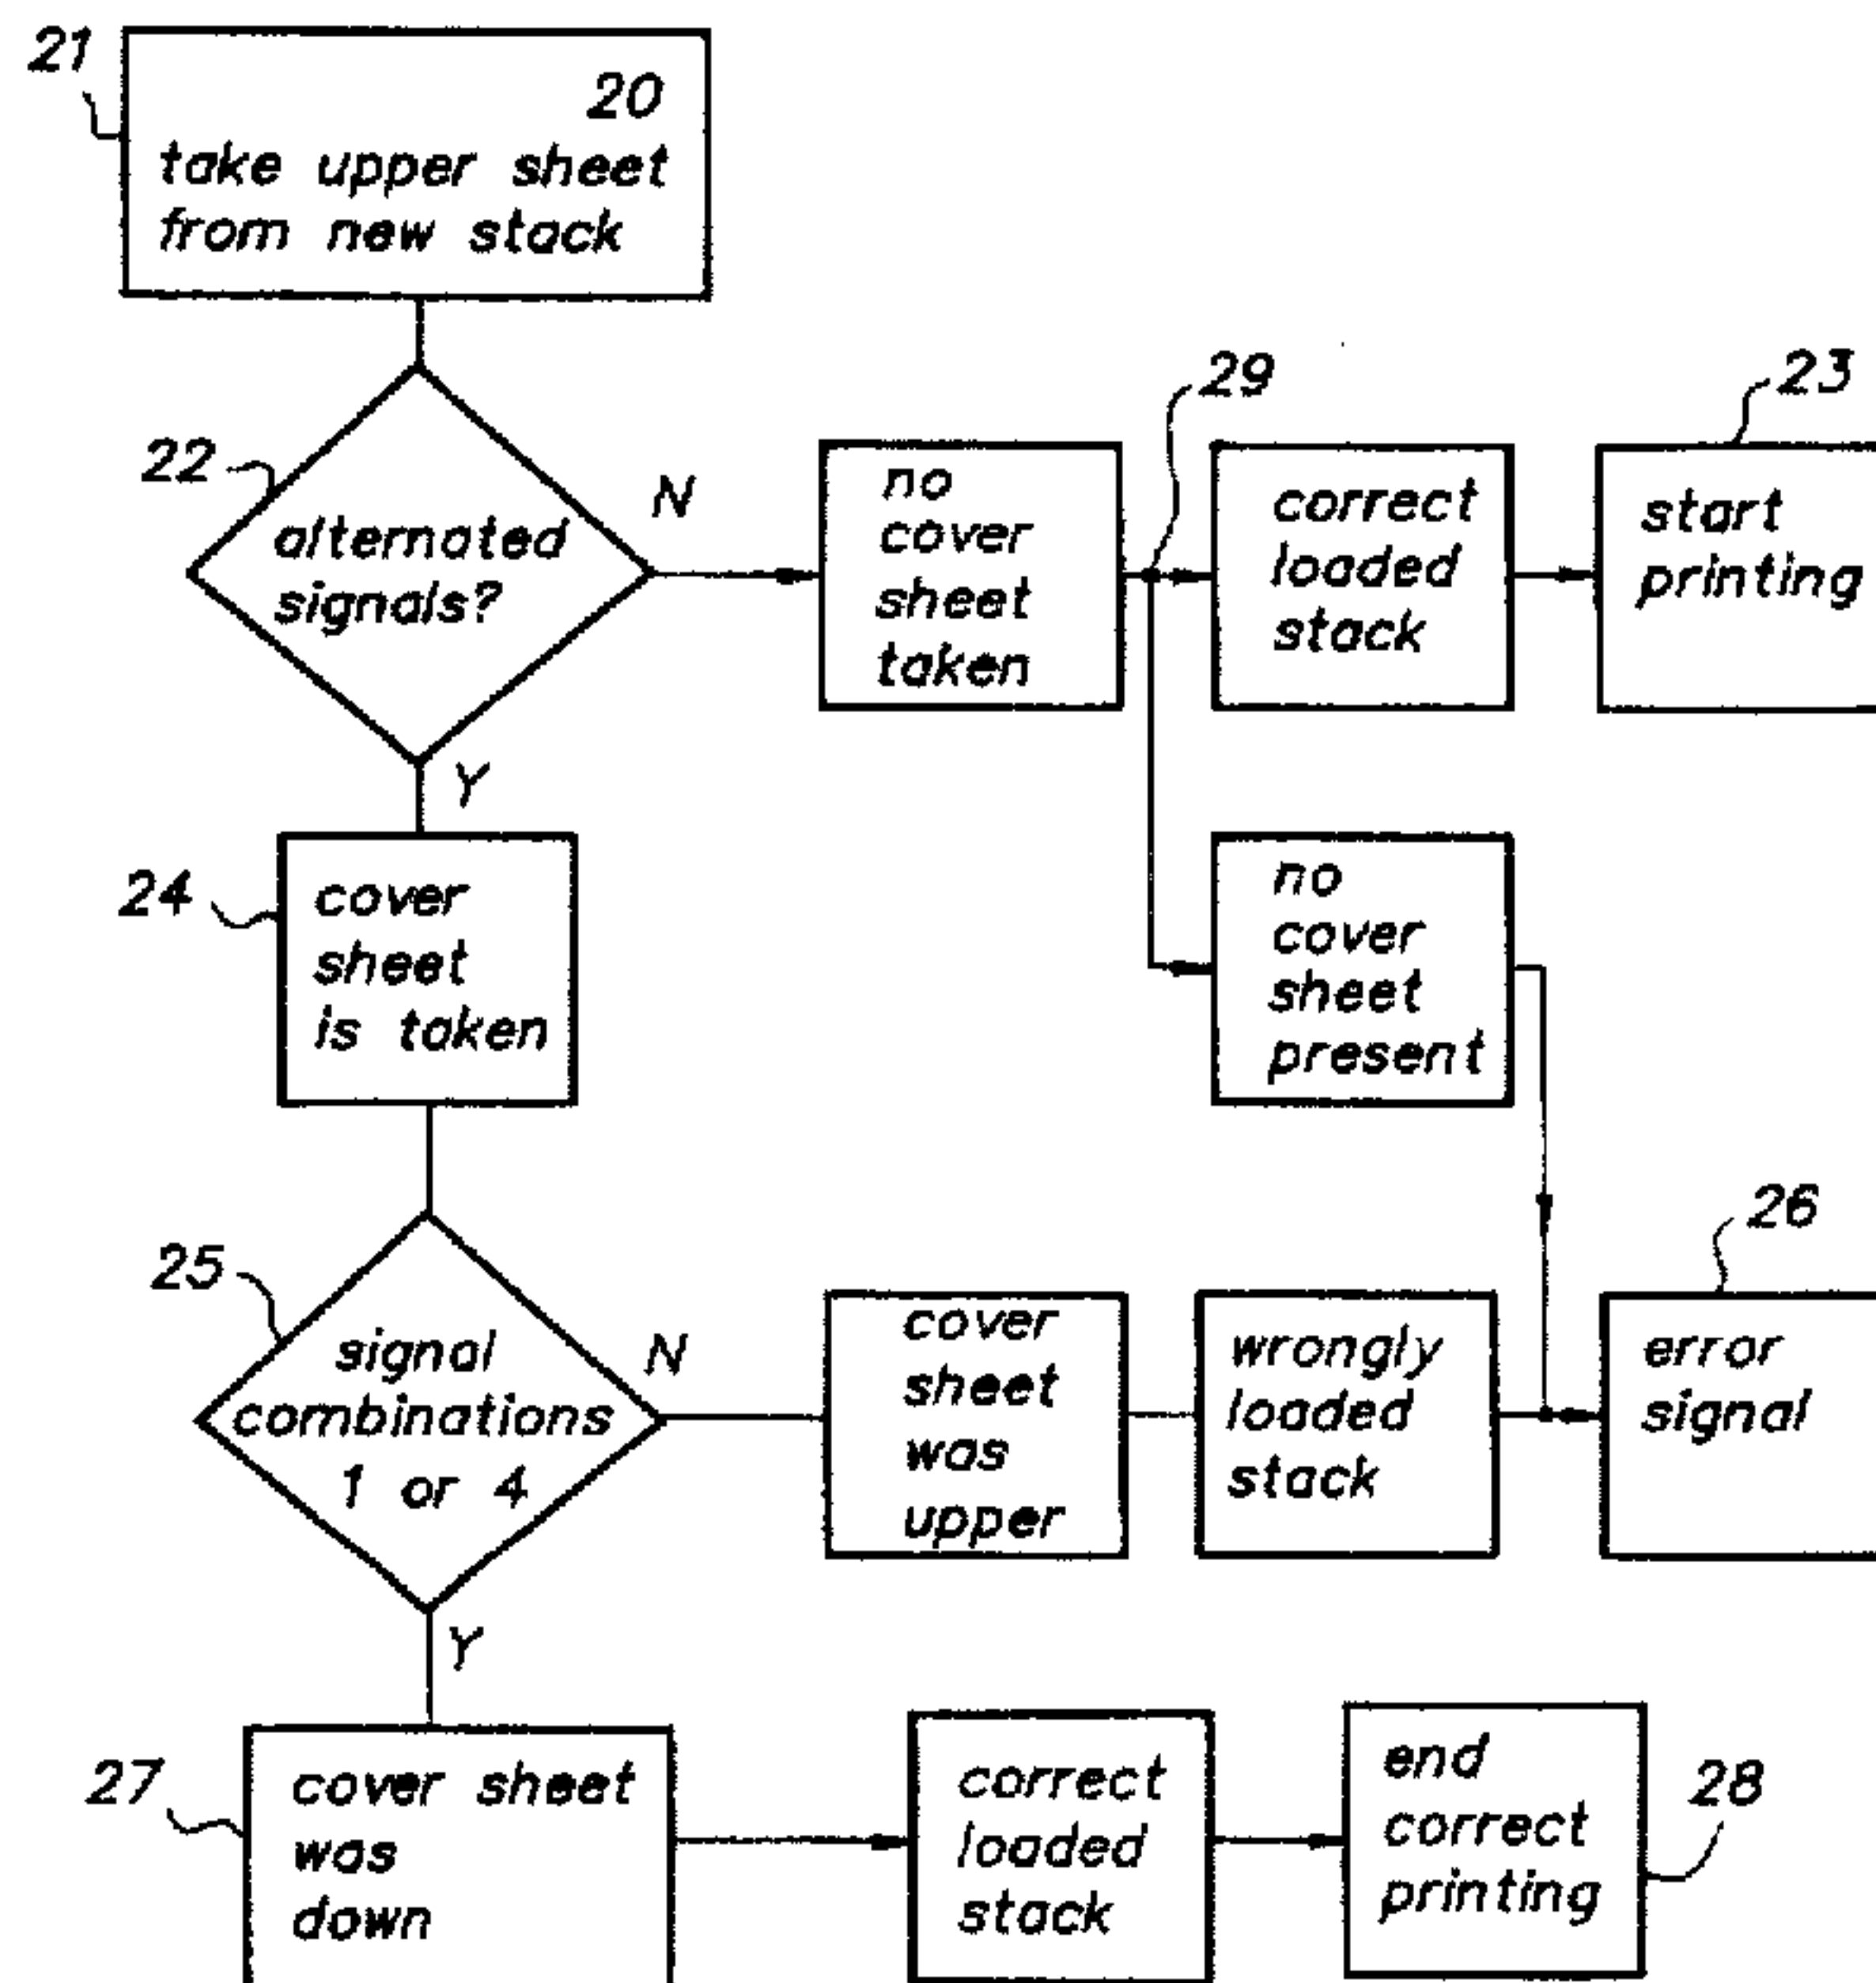 21
20
take upper sheet
from new stack
22
alternated
signals?
N
Y
no
cover
sheet
taken
29
correct
loaded
stack
23
start
printing
24
cover
sheet
is taken
no
cover
sheet
present
25
signal
combinations
1 or 4
N
Y
cover
sheet
was
upper
wrongly
loaded
stack
26
error
signal
27
cover sheet
was
down
correct
loaded
stack
end
correct
printing
28